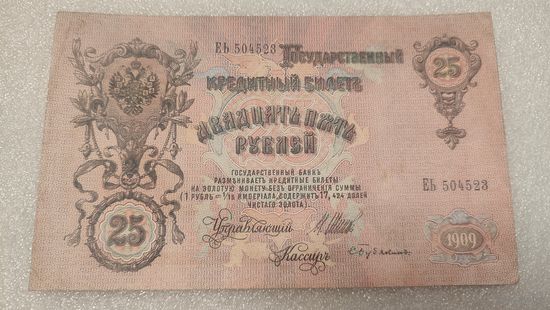 ЕЬ 504523 Государственный
25
Кредитный Билетъ
Двадцать пять
Рублей
Государственный Банкъ
размѣниваетъ кредитные билеты
на золотую монету безъ ограниченія суммы
(1 рубль = 1/15 имперіала, содержитъ 17,424 долей
чистаго золота).
ЕЬ 504523
Управляющій
25
Кассиръ
1909